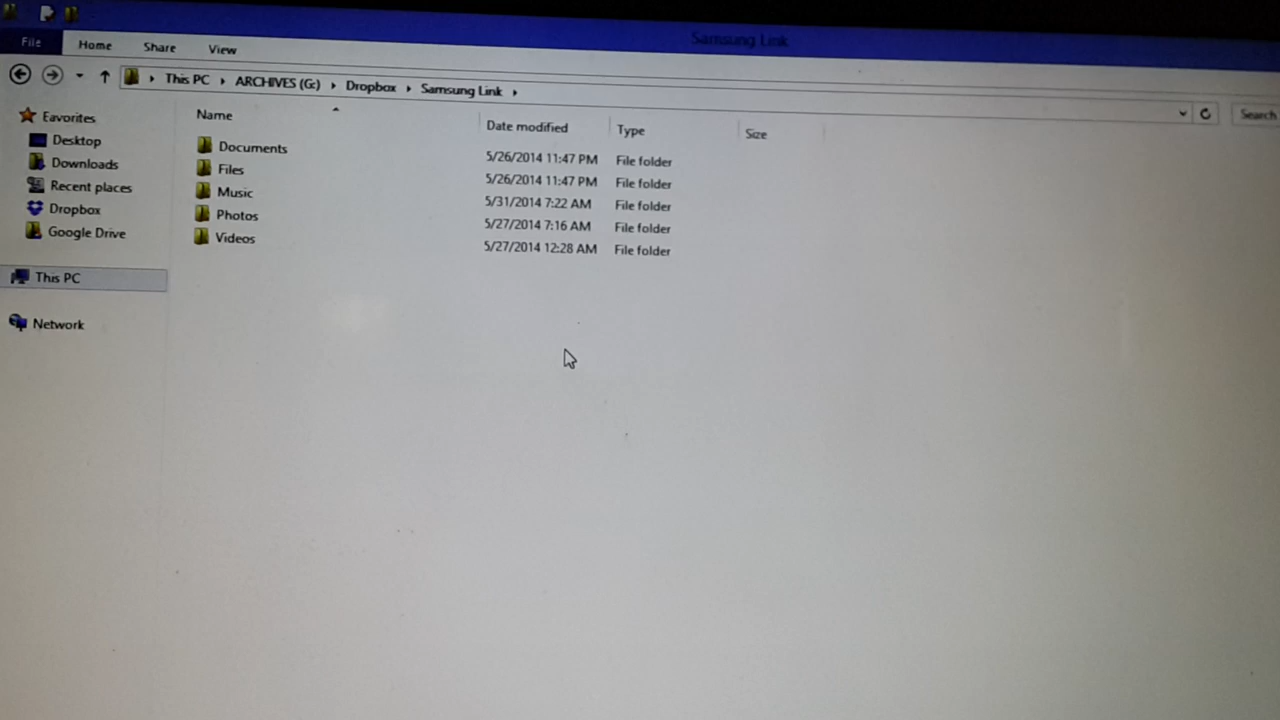 Samsung Link
File Home Share View
This PC ARCHIVES (G:) Dropbox Samsung Link Search
Favorites
Desktop
Downloads
Recent places
Dropbox
Google Drive
This PC
Network
Name Date modified Type Size
Documents 5/26/2014 11:47 PM File folder
Files 5/26/2014 11:47 PM File folder
Music 5/31/2014 7:22 AM File folder
Photos 5/27/2014 7:16 AM File folder
Videos 5/27/2014 12:28 AM File folder